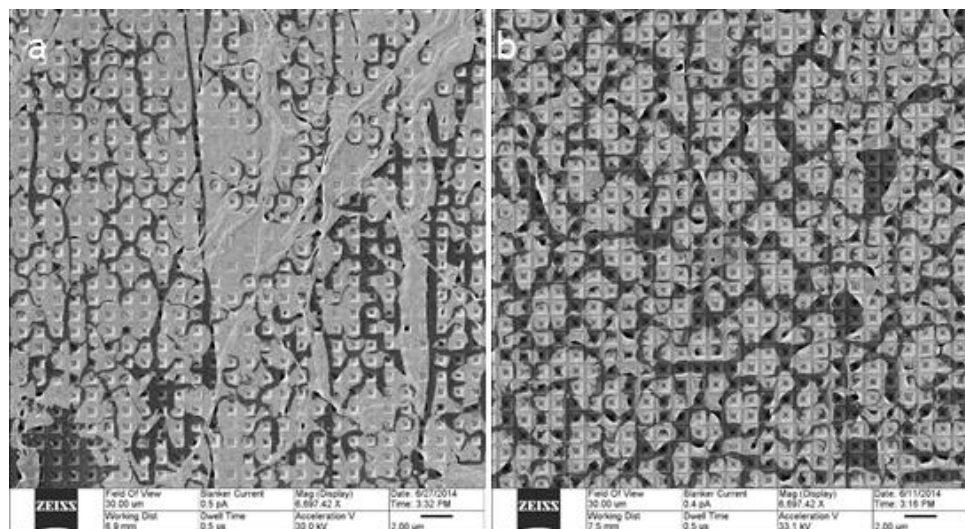 a
b
ZEISS
Field Of View
30.00 um
Working Dist
6.9 mm
Blanker Current
0.5 pA
Dwell Time
0.5 us
Mag (Display)
6,697.42 X
Acceleration V
30.0 kV
Date: 6/27/2014
Time: 3:32 PM
2.00 um
ZEISS
Field Of View
30.00 um
Working Dist
7.5 mm
Blanker Current
0.4 pA
Dwell Time
0.5 us
Mag (Display)
6,697.42 X
Acceleration V
33.1 kV
Date: 6/11/2014
Time: 3:16 PM
2.00 um